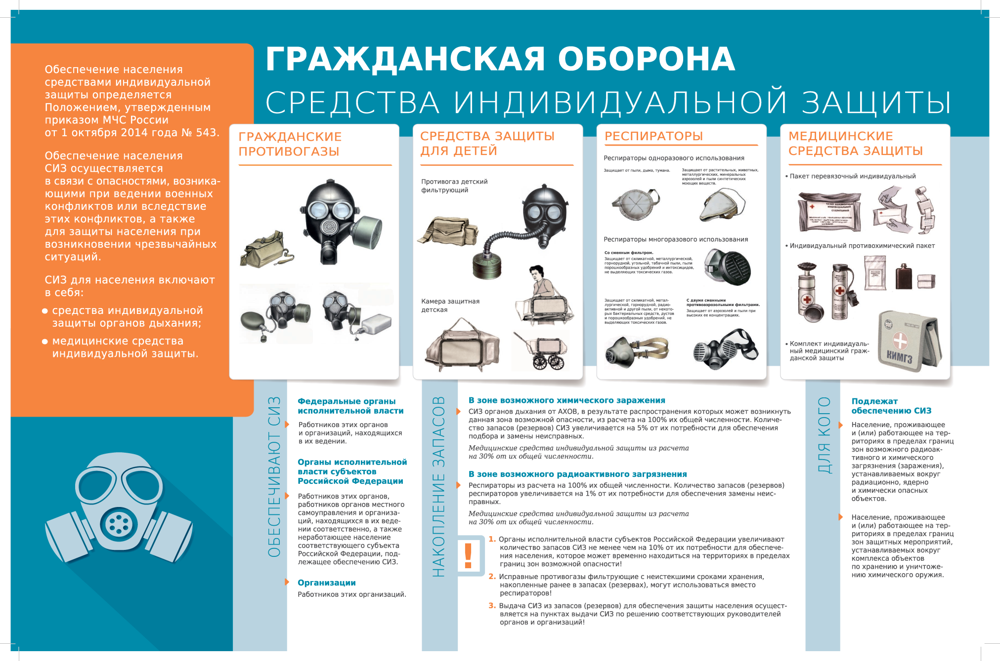 ГРАЖДАНСКАЯ ОБОРОНА
СРЕДСТВА ИНДИВИДУАЛЬНОЙ ЗАЩИТЫ
Обеспечение населения
средствами индивидуальной
защиты определяется
Положением, утвержденным
приказом МЧС России
от 1 октября 2014 года № 543.
Обеспечение населения
СИЗ осуществляется
в связи с опасностями, возника-
ющими при ведении военных
конфликтов или вследствие
этих конфликтов, а также
для защиты населения при
возникновении чрезвычайных
ситуаций.
СИЗ для населения включают
в себя:
● средства индивидуальной
защиты органов дыхания;
● медицинские средства
индивидуальной защиты.
ГРАЖДАНСКИЕ
ПРОТИВОГАЗЫ
СРЕДСТВА ЗАЩИТЫ
ДЛЯ ДЕТЕЙ
Противогаз детский
фильтрующий
Камера защитная
детская
РЕСПИРАТОРЫ
Респираторы одноразового использования
Защищает от пыли, дыма, тумана.
Защищает от растительных, животных,
металлургических, минеральных
аэрозолей и пыли синтетических
моющих веществ.
Респираторы многоразового использования
Со сменным фильтром.
Защищает от силикатной, металлургической,
горнорудной, угольной, табачной пыли, пыли
порошкообразных удобрений и интоксицидов,
не выделяющих токсических газов.
Защищает от силикатной, метал-
лургической, горнорудной, радио-
активной и другой пыли, от некото-
рых бактериальных средств, дустов
и порошкообразных удобрений, не
выделяющих токсических газов.
С двумя сменными
противоаэрозольными фильтрами.
Защищает от аэрозолей и пыли при
высоких ее концентрациях.
МЕДИЦИНСКИЕ
СРЕДСТВА ЗАЩИТЫ
• Пакет перевязочный индивидуальный
ПАКЕТ ПЕРЕВЯЗОЧНЫЙ
ИНДИВИДУАЛЬНЫЙ
СТЕРИЛЬНЫЙ
• Индивидуальный противохимический пакет
• Комплект индивидуаль-
ный медицинский граж-
данской защиты
КИМГЗ
ОБЕСПЕЧИВАЮТ СИЗ
Федеральные органы
исполнительной власти
Работников этих органов
и организаций, находящихся
в их ведении.
Органы исполнительной
власти субъектов
Российской Федерации
Работников этих органов,
работников органов местного
самоуправления и организа-
ций, находящихся в их веде-
нии соответственно, а также
неработающее население
соответствующего субъекта
Российской Федерации, под-
лежащее обеспечению СИЗ.
Организации
Работников этих организаций.
НАКОПЛЕНИЕ ЗАПАСОВ
В зоне возможного химического заражения
СИЗ органов дыхания от АХОВ, в результате распространения которых может возникнуть
данная зона возможной опасности, из расчета на 100% их общей численности. Количе-
ство запасов (резервов) СИЗ увеличивается на 5% от их потребности для обеспечения
подбора и замены неисправных.
Медицинские средства индивидуальной защиты из расчета
на 30% от их общей численности.
В зоне возможного радиоактивного загрязнения
Респираторы из расчета на 100% их общей численности. Количество запасов (резервов)
респираторов увеличивается на 1% от их потребности для обеспечения замены неис-
правных.
Медицинские средства индивидуальной защиты из расчета
на 30% от их общей численности.
!
1. Органы исполнительной власти субъектов Российской Федерации увеличивают
количество запасов СИЗ не менее чем на 10% от их потребности для обеспече-
ния населения, которое может временно находиться на территориях в пределах
границ зон возможной опасности!
2. Исправные противогазы фильтрующие с неистекшими сроками хранения,
накопленные ранее в запасах (резервах), могут использоваться вместо
респираторов!
3. Выдача СИЗ из запасов (резервов) для обеспечения защиты населения осущест-
вляется на пунктах выдачи СИЗ по решению соответствующих руководителей
органов и организаций!
ДЛЯ КОГО
Подлежат
обеспечению СИЗ
Население, проживающее
и (или) работающее на тер-
риториях в пределах границ
зон возможного радиоак-
тивного и химического
загрязнения (заражения),
устанавливаемых вокруг
радиационно, ядерно
и химически опасных
объектов.
Население, проживающее
и (или) работающее на тер-
риториях в пределах границ
зон защитных мероприятий,
устанавливаемых вокруг
комплекса объектов
по хранению и уничтоже-
нию химического оружия.